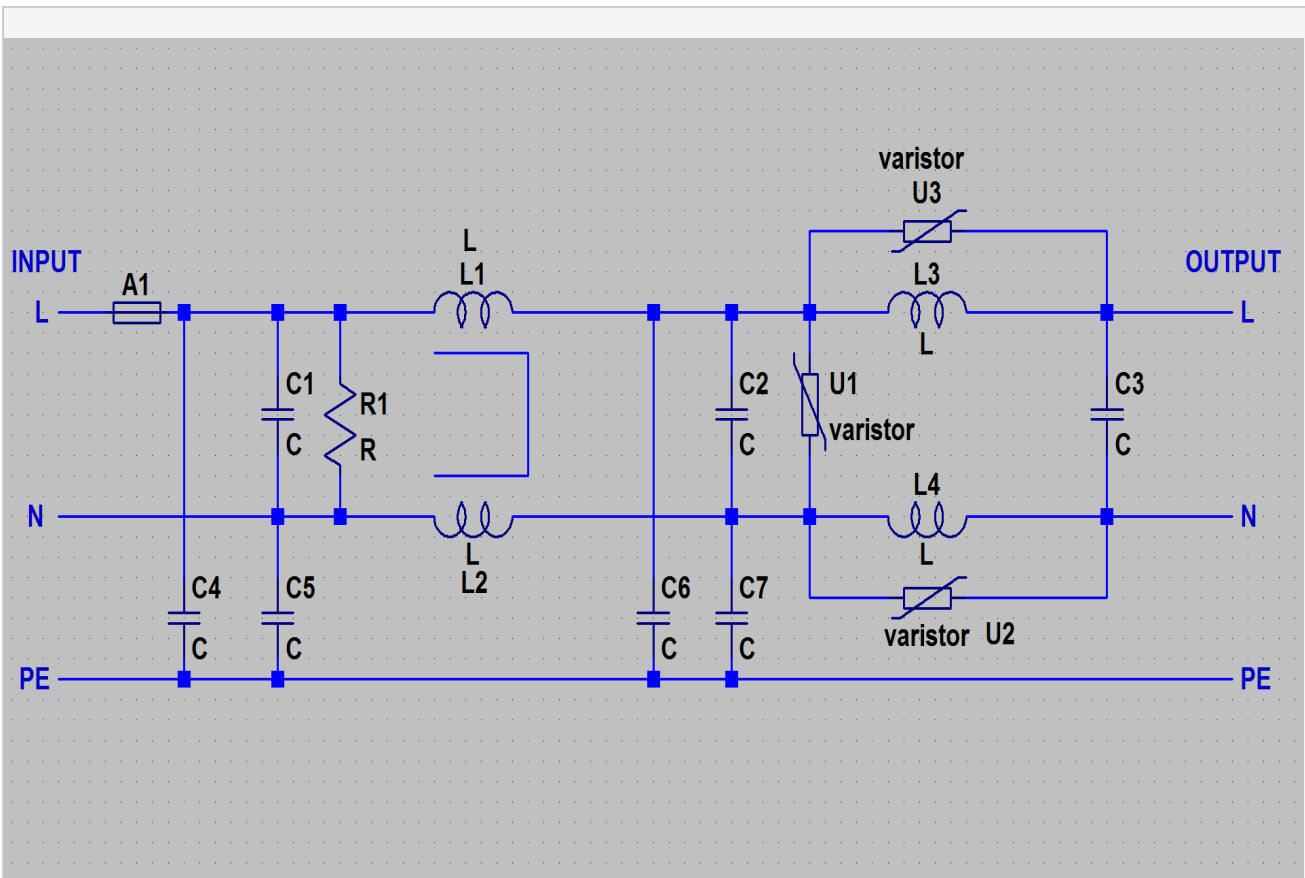 varistor
U3
L
INPUT
OUTPUT
A1
L1
L3
L
L
L
C1
C2
U1
C3
R1
varistor
C
R
C
C
L4
N
N
L
L
L2
C4
C5
C6
C7
varistor U2
C
C
C
C
PE
PE